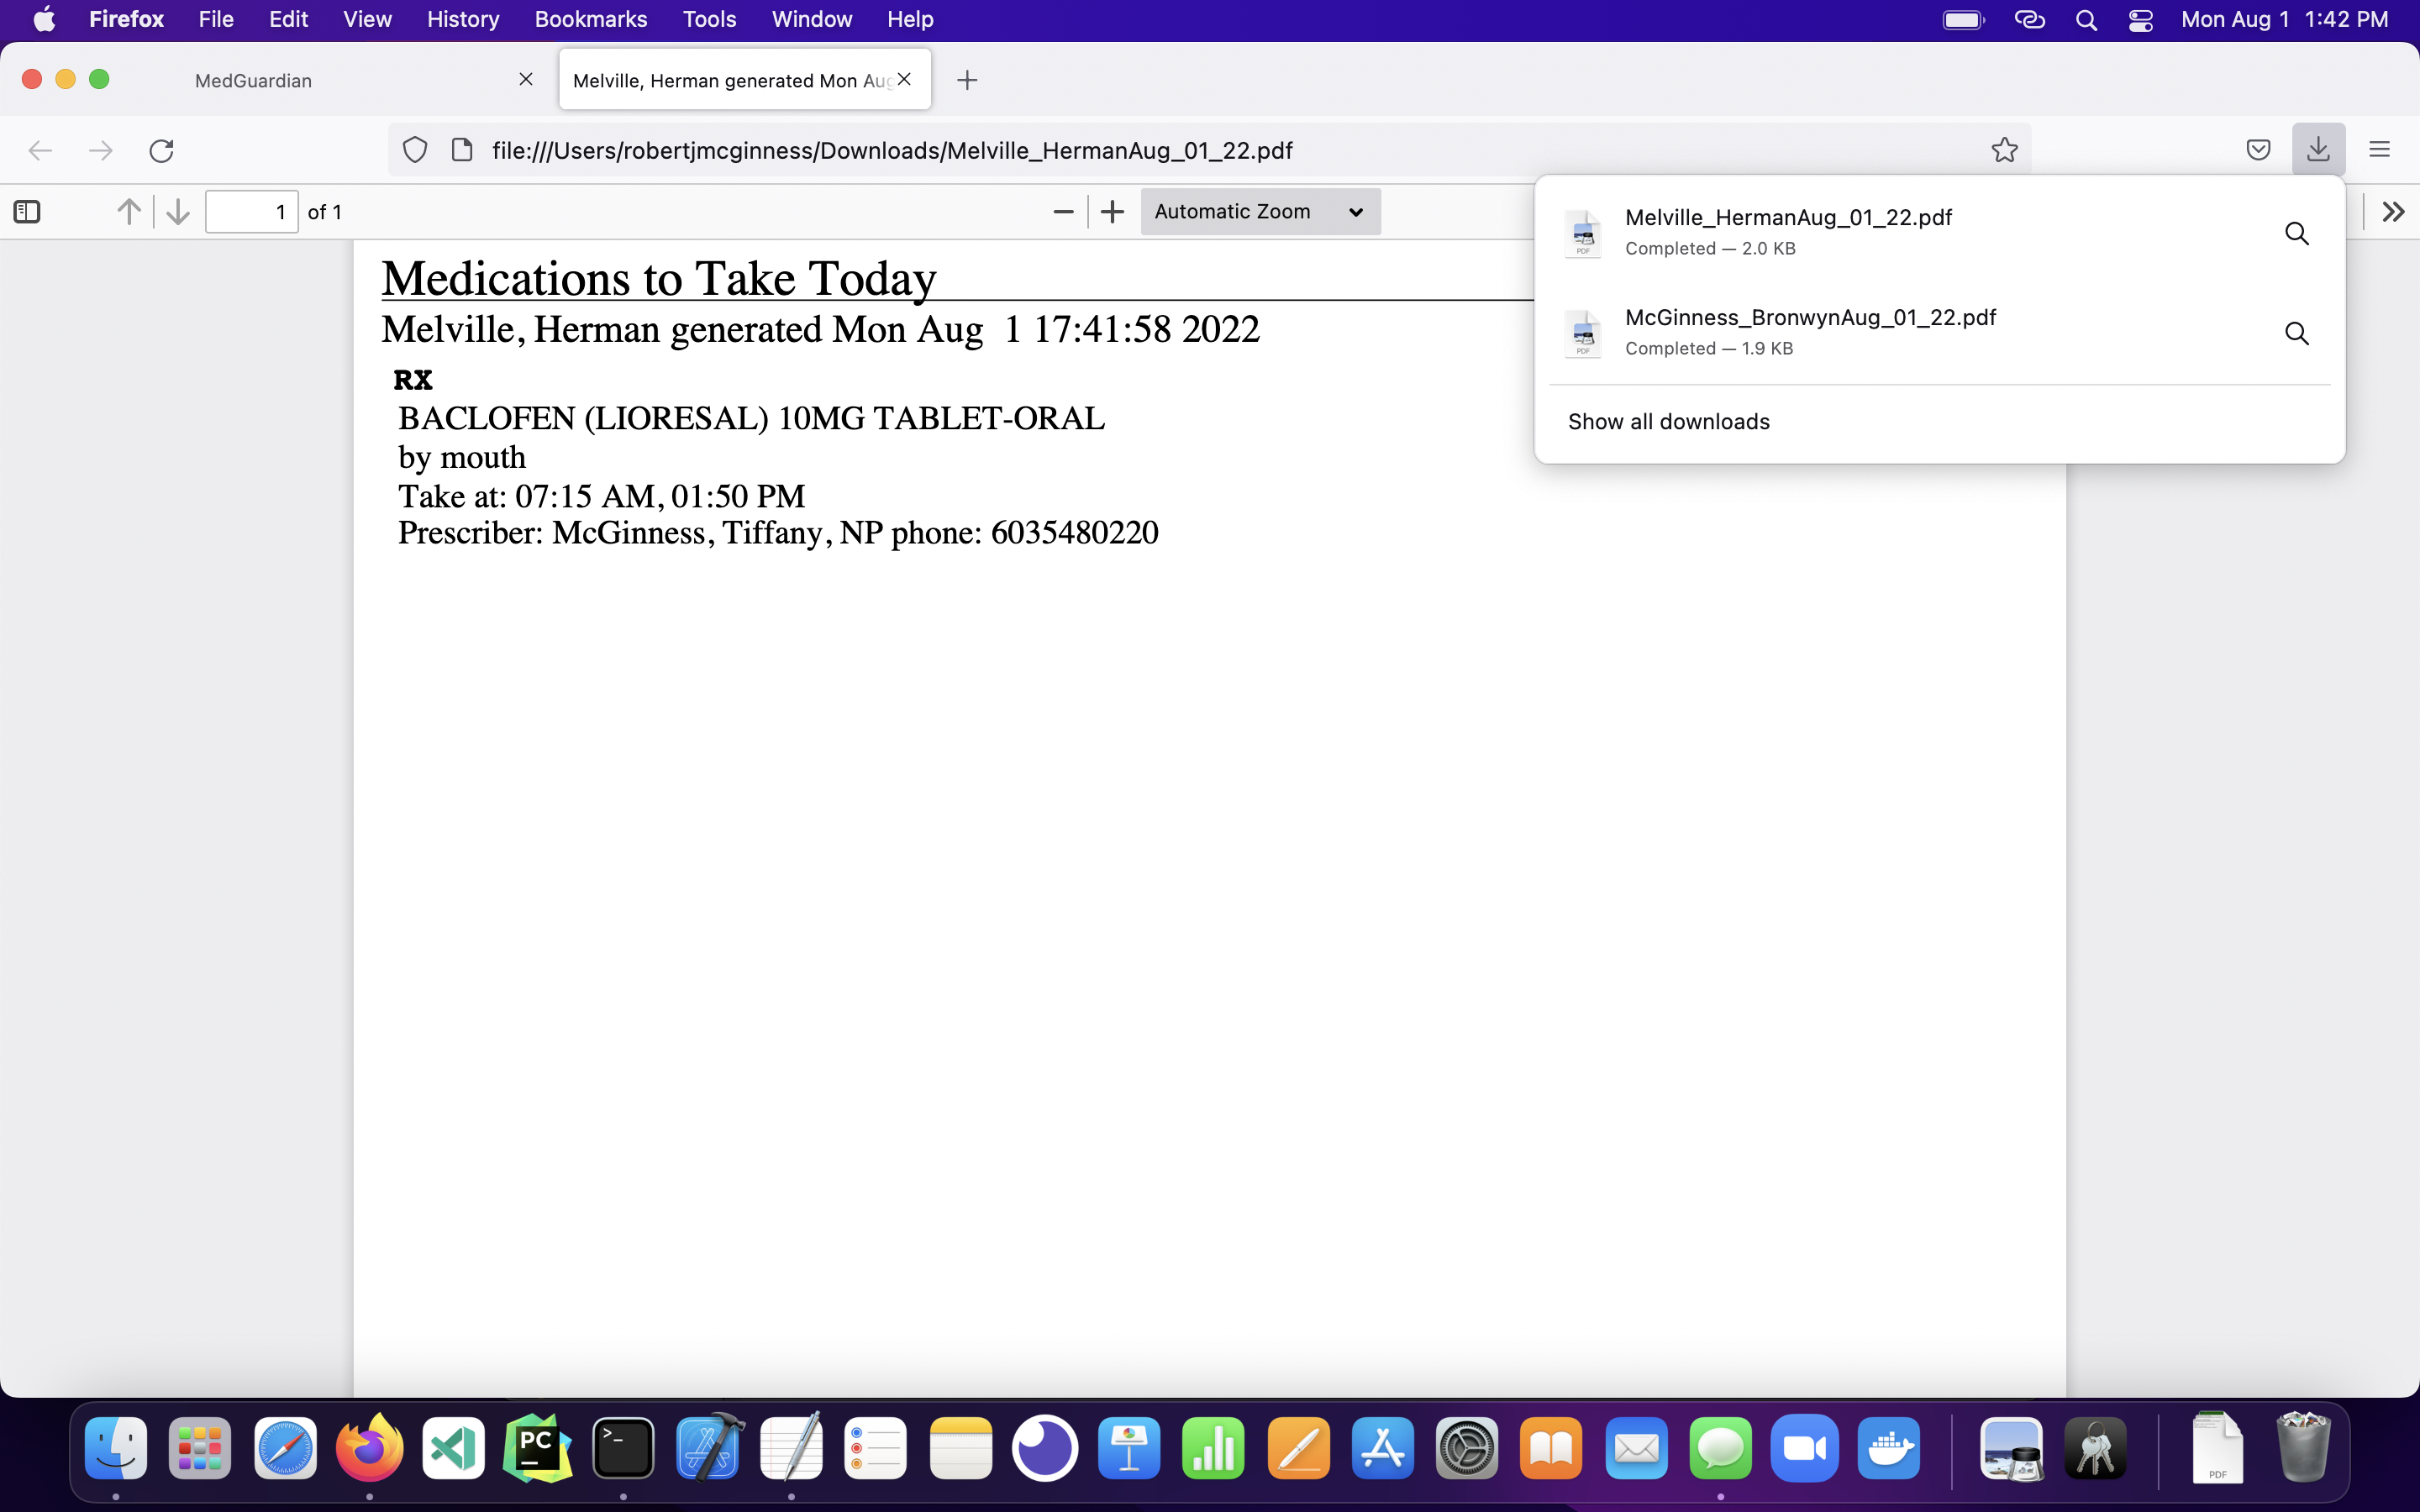 Firefox File Edit View History Bookmarks Tools Window Help Mon Aug 1 1:42 PM
MedGuardian Melville, Herman generated Mon Aug
file:///Users/robertjmcginness/Downloads/Melville_HermanAug_01_22.pdf
1 of 1 Automatic Zoom
Melville_HermanAug_01_22.pdf
Completed — 2.0 KB
McGinness_BronwynAug_01_22.pdf
Completed — 1.9 KB
Show all downloads
Medications to Take Today
Melville, Herman generated Mon Aug 1 17:41:58 2022
RX
BACLOFEN (LIORESAL) 10MG TABLET-ORAL
by mouth
Take at: 07:15 AM, 01:50 PM
Prescriber: McGinness, Tiffany, NP phone: 6035480220
PC
PDF